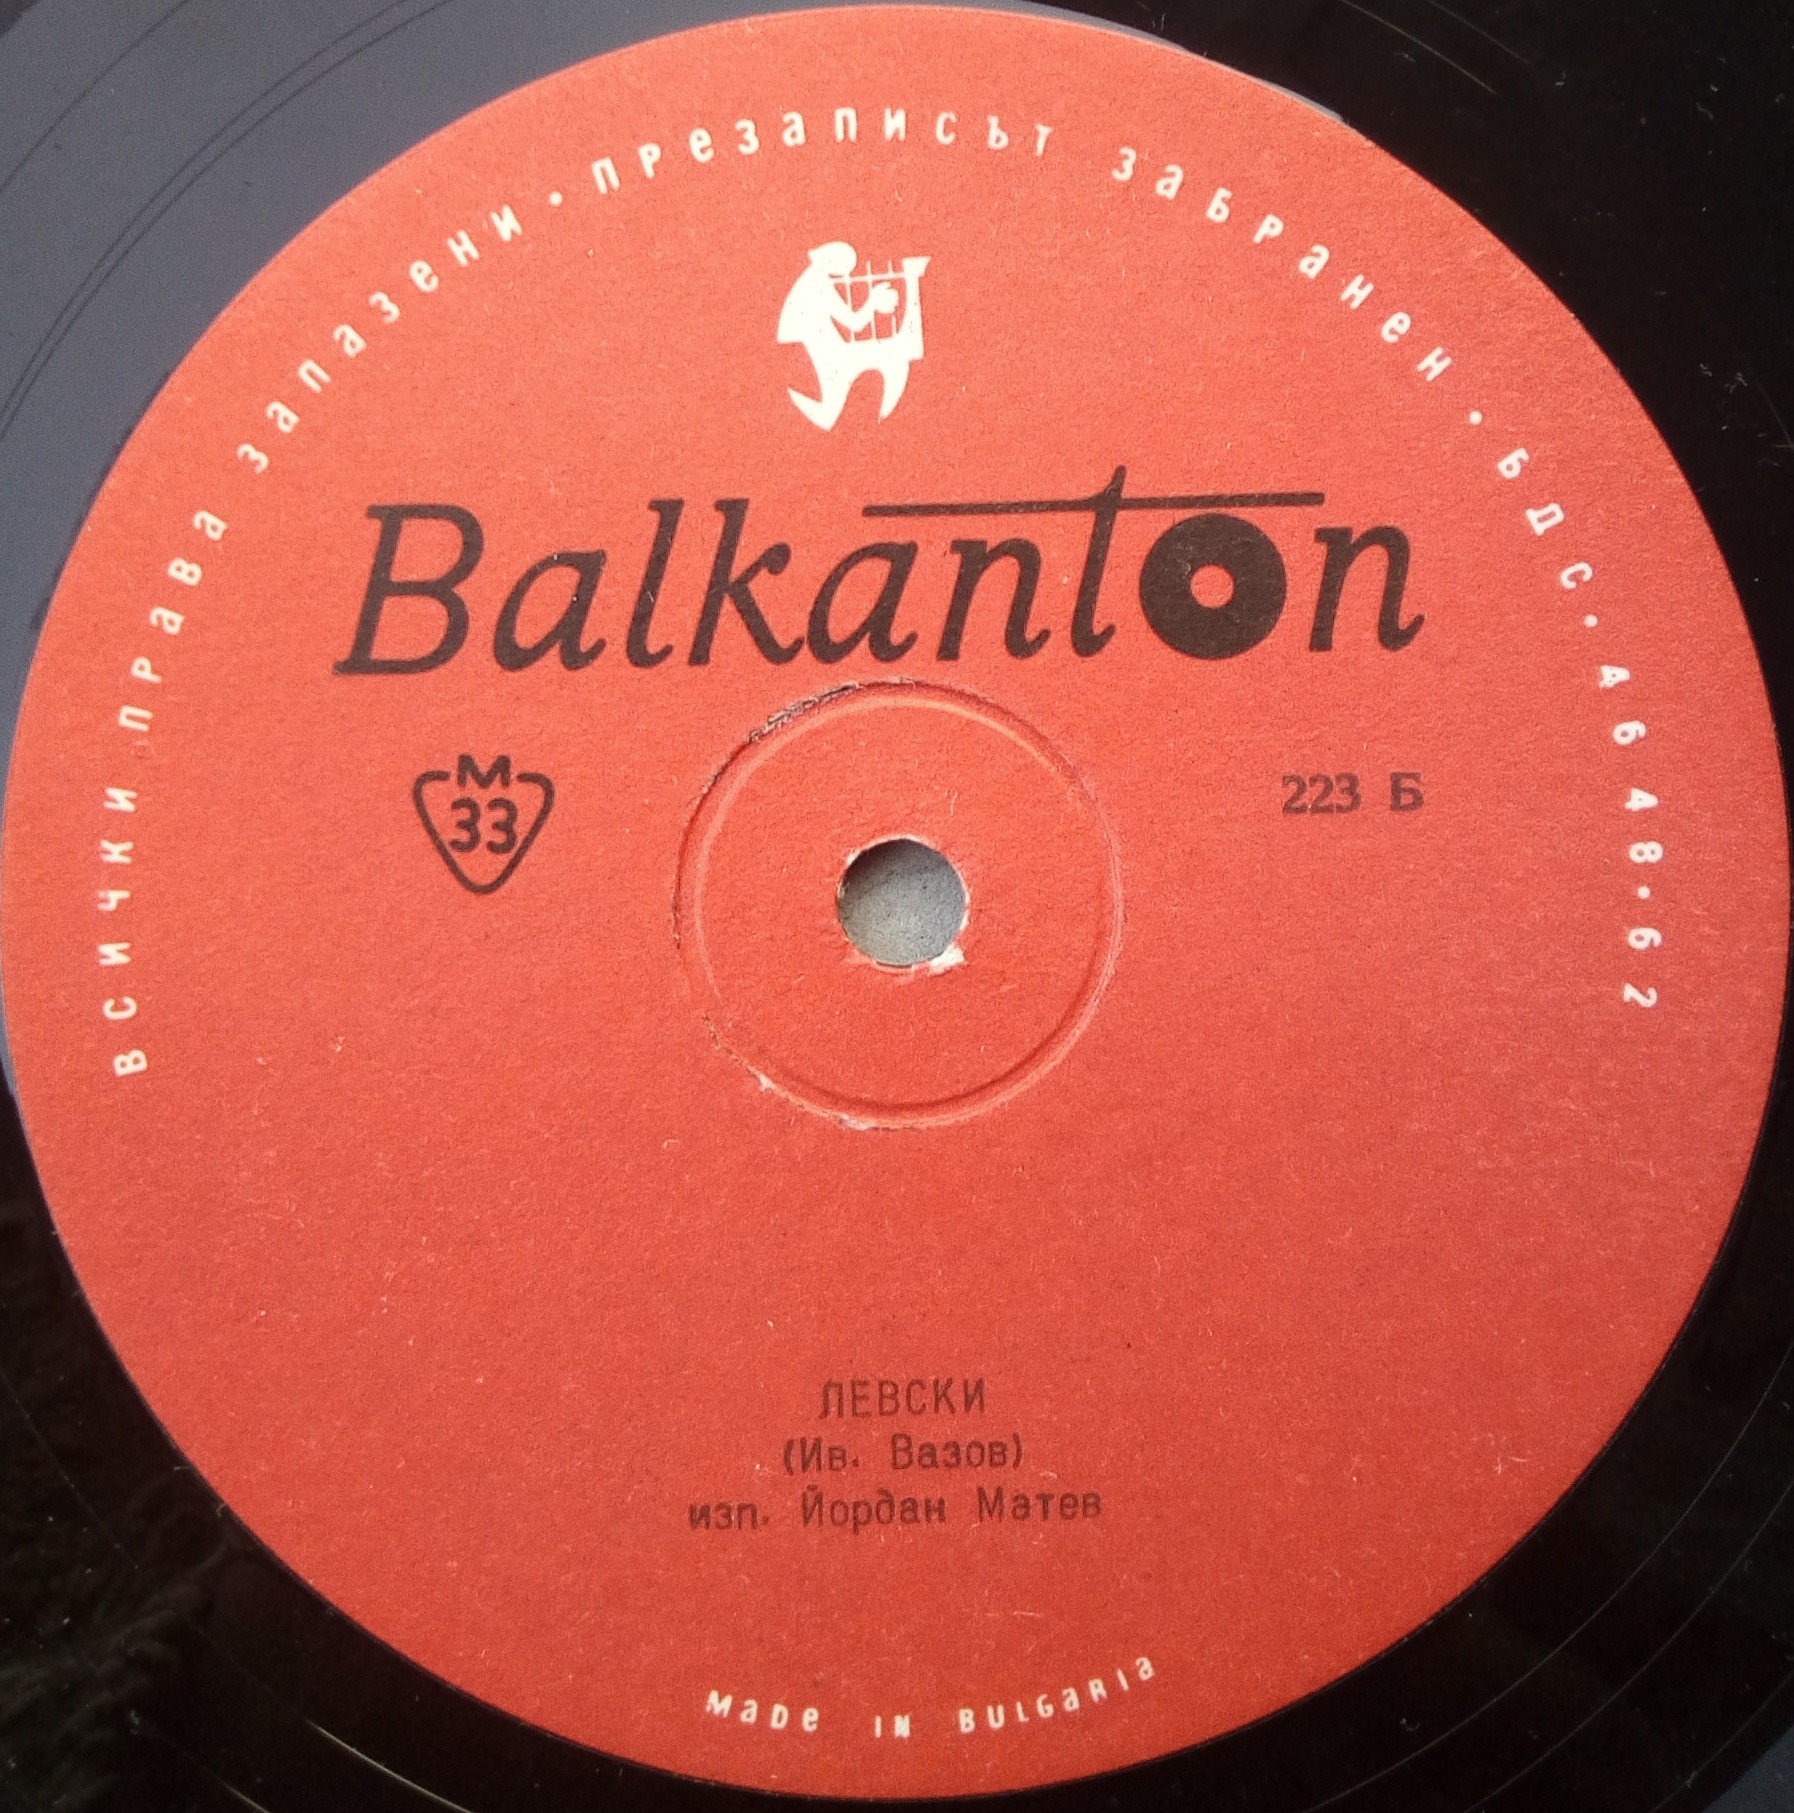 всички права запазени · презаписът забранен · бдс · 4648 · 62
Balkanton
М
33
223 Б
ЛЕВСКИ
(Ив. Вазов)
изп. Йордан Матев
MaDe IN BULGaRIa